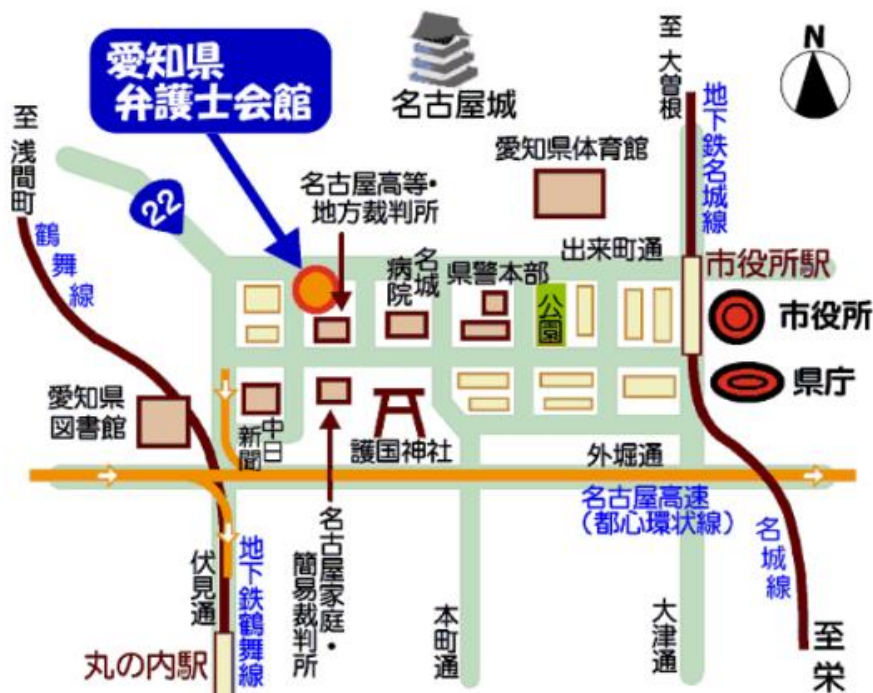 愛知県
弁護士会館
名古屋城
N
至 大曽根
地下鉄名城線
至 浅間町
鶴舞線
22
愛知県体育館
名古屋高等・
地方裁判所
出来町通
市役所駅
名城
病院
県警本部
公園
市役所
県庁
愛知県
図書館
中日
新聞
護国神社
外堀通
名古屋高速
（都心環状線）
名城線
伏見通
地下鉄鶴舞線
名古屋家庭・
簡易裁判所
本町通
大津通
至 栄
丸の内駅